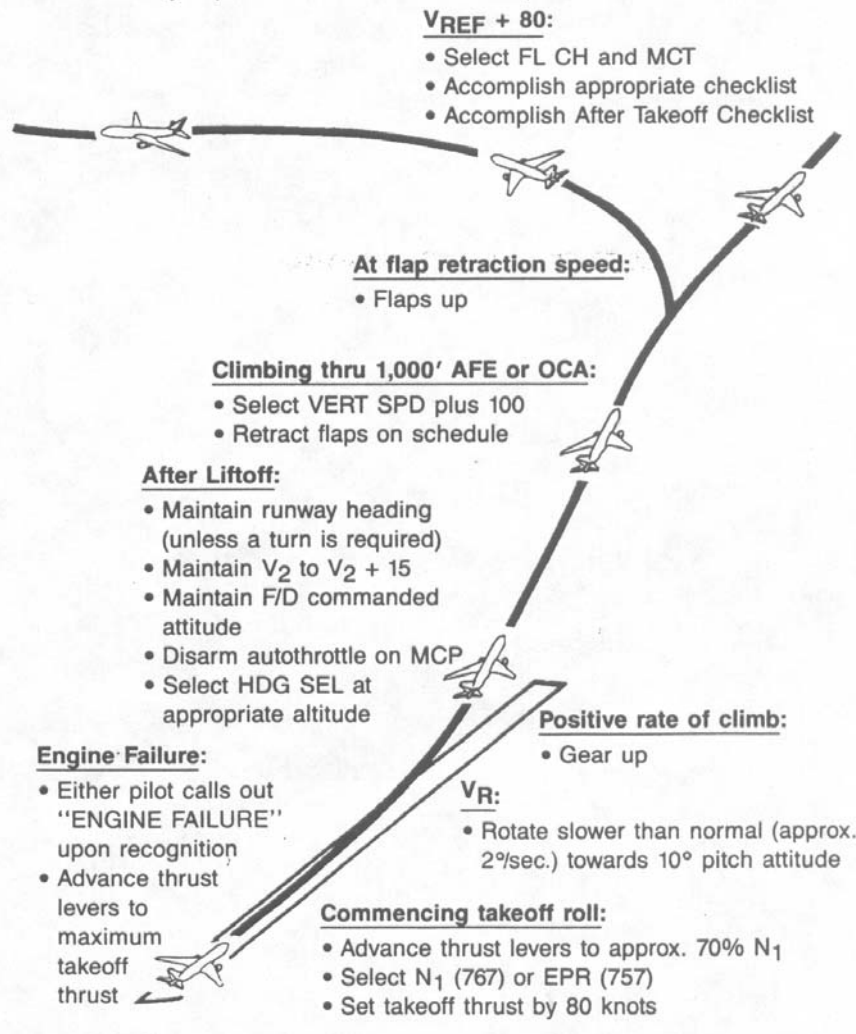 VREF + 80:
• Select FL CH and MCT
• Accomplish appropriate checklist
• Accomplish After Takeoff Checklist
At flap retraction speed:
• Flaps up
Climbing thru 1,000′ AFE or OCA:
• Select VERT SPD plus 100
• Retract flaps on schedule
After Liftoff:
• Maintain runway heading
(unless a turn is required)
• Maintain V2 to V2 + 15
• Maintain F/D commanded
attitude
• Disarm autothrottle on MCP
• Select HDG SEL at
appropriate altitude
Positive rate of climb:
• Gear up
Engine Failure:
• Either pilot calls out
"ENGINE FAILURE"
upon recognition
• Advance thrust
levers to
maximum
takeoff
thrust
VR:
• Rotate slower than normal (approx.
2°/sec.) towards 10° pitch attitude
Commencing takeoff roll:
• Advance thrust levers to approx. 70% N1
• Select N1 (767) or EPR (757)
• Set takeoff thrust by 80 knots